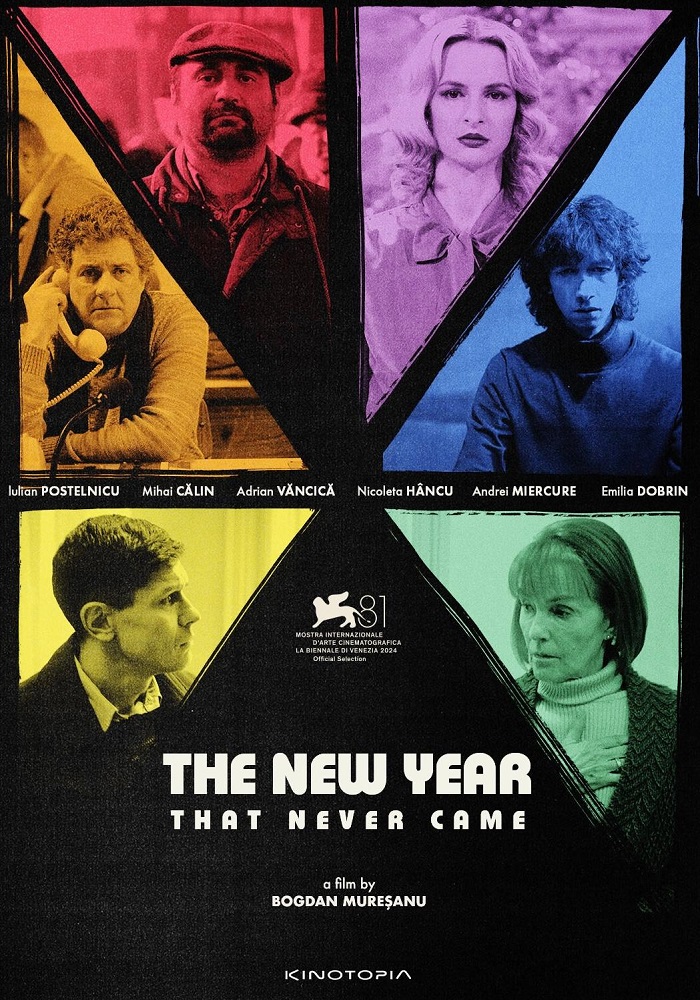 Iulian POSTELNICU Mihai CĂLIN Adrian VĂNCICĂ Nicoleta HÂNCU Andrei MIERCURE Emilia DOBRIN
81
MOSTRA INTERNAZIONALE
D'ARTE CINEMATOGRAFICA
LA BIENNALE DI VENEZIA 2024
Official Selection
THE NEW YEAR
THAT NEVER CAME
a film by
BOGDAN MUREȘANU
KINOTOPIA